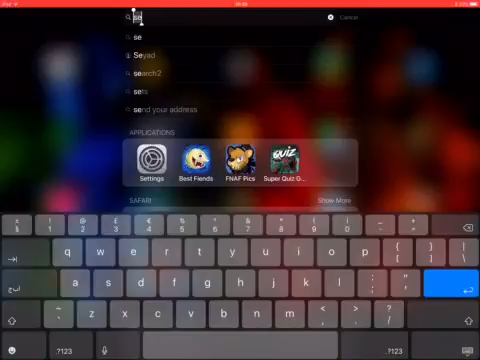 se
Cancel
se
Seyad
search2
sets
send your address
APPLICATIONS
Settings
Best Fiends
FNAF Pics
Super Quiz G...
SAFARI
Show More
q w e r t y u i o p
a s d f g h j k l
z x c v b n m
.?123
.?123